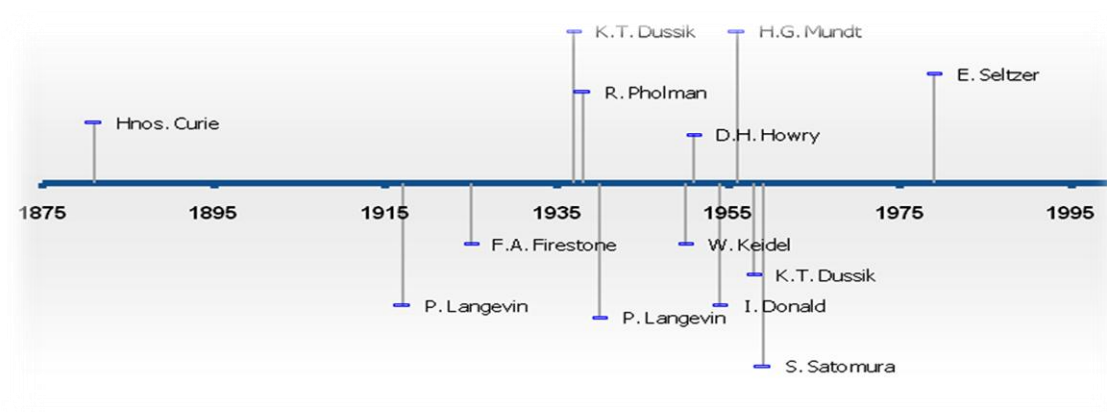 K.T. Dussik
H.G. Mundt
E. Seltzer
R. Pholman
Hnos. Curie
D.H. Howry
1875 1895 1915 1935 1955 1975 1995
F.A. Firestone
W. Keidel
K.T. Dussik
P. Langevin
I. Donald
P. Langevin
S. Satomura